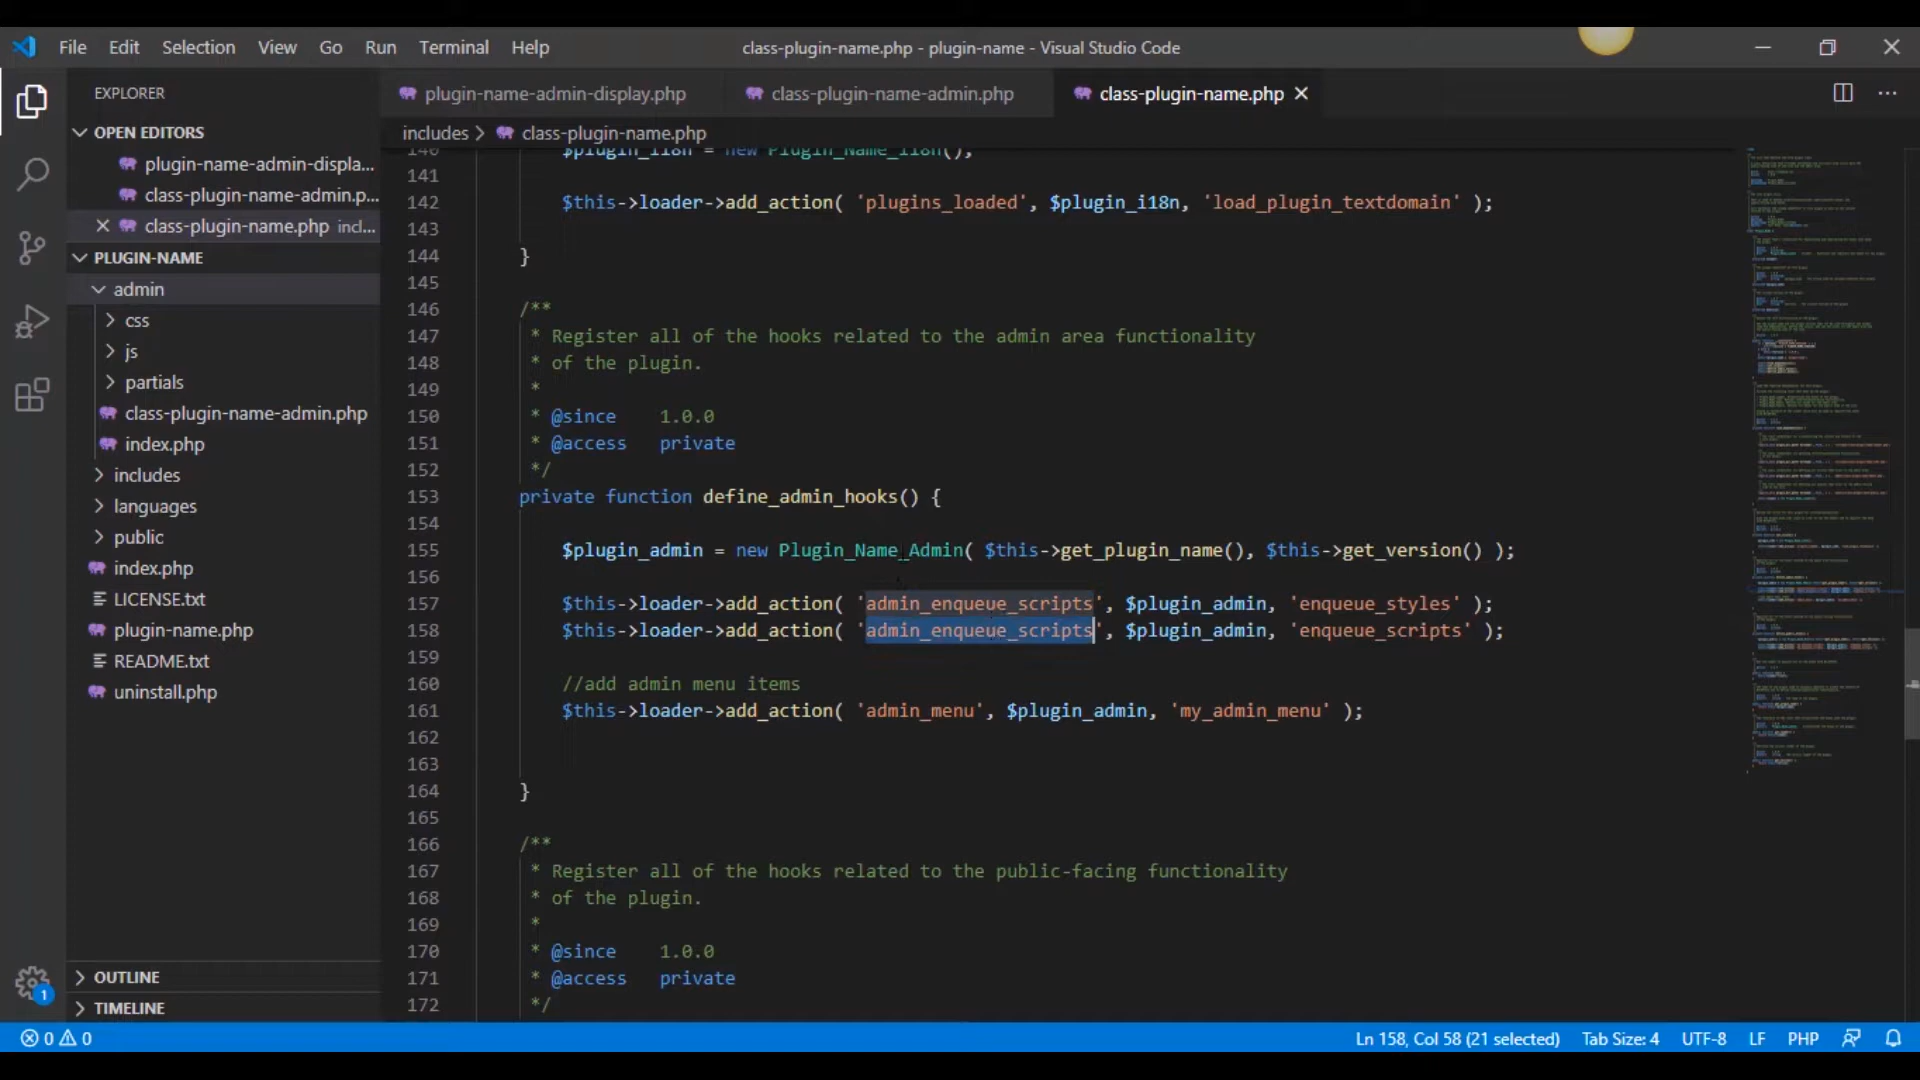 File Edit Selection View Go Run Terminal Help
class-plugin-name.php - plugin-name - Visual Studio Code
EXPLORER
OPEN EDITORS
plugin-name-admin-displa...
class-plugin-name-admin.p...
class-plugin-name.php incl...
PLUGIN-NAME
admin
css
js
partials
class-plugin-name-admin.php
index.php
includes
languages
public
index.php
LICENSE.txt
plugin-name.php
README.txt
uninstall.php
OUTLINE
TIMELINE
plugin-name-admin-display.php class-plugin-name-admin.php class-plugin-name.php
includes > class-plugin-name.php
140 $plugin_i18n = new Plugin_Name_i18n();
141
142 $this->loader->add_action( 'plugins_loaded', $plugin_i18n, 'load_plugin_textdomain' );
143
144 }
145
146 /**
147 * Register all of the hooks related to the admin area functionality
148 * of the plugin.
149 *
150 * @since 1.0.0
151 * @access private
152 */
153 private function define_admin_hooks() {
154
155 $plugin_admin = new Plugin_Name_Admin( $this->get_plugin_name(), $this->get_version() );
156
157 $this->loader->add_action( 'admin_enqueue_scripts', $plugin_admin, 'enqueue_styles' );
158 $this->loader->add_action( 'admin_enqueue_scripts', $plugin_admin, 'enqueue_scripts' );
159
160 //add admin menu items
161 $this->loader->add_action( 'admin_menu', $plugin_admin, 'my_admin_menu' );
162
163
164 }
165
166 /**
167 * Register all of the hooks related to the public-facing functionality
168 * of the plugin.
169 *
170 * @since 1.0.0
171 * @access private
172 */
1
0 0 Ln 158, Col 58 (21 selected) Tab Size: 4 UTF-8 LF PHP